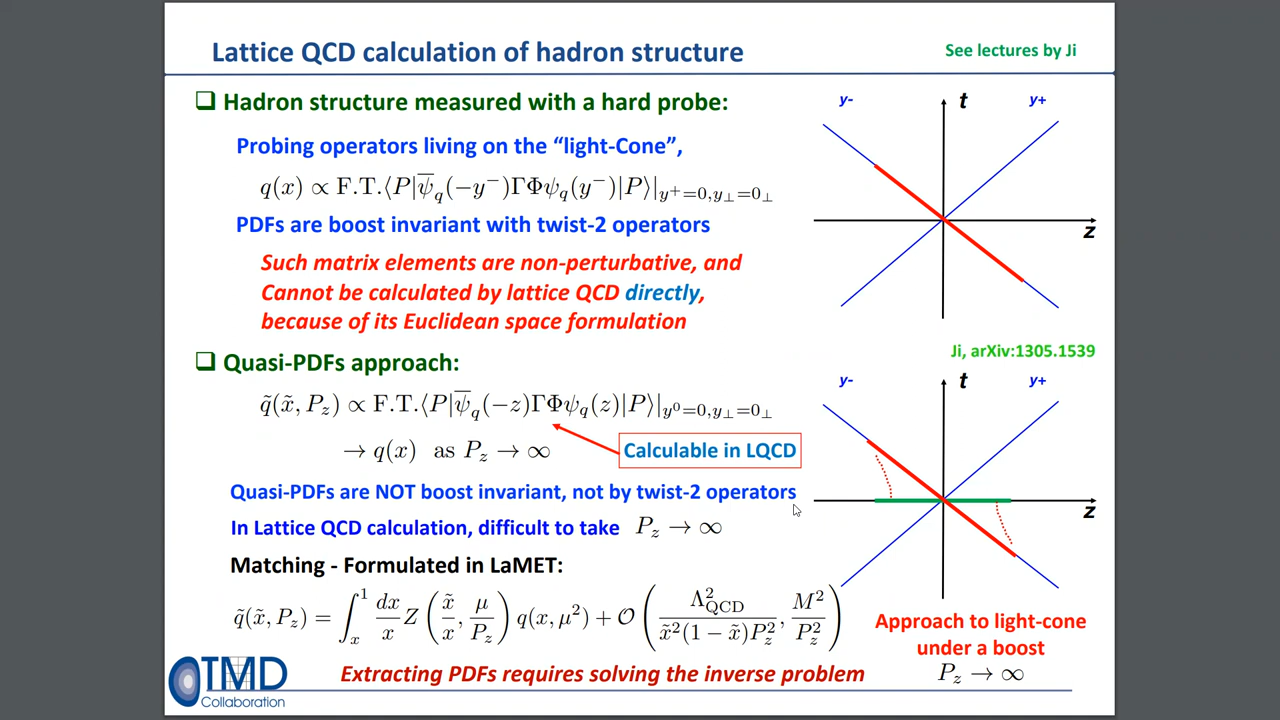 Lattice QCD calculation of hadron structure
See lectures by Ji
❑ Hadron structure measured with a hard probe:
Probing operators living on the “light-Cone”,
q(x) ∝ F.T.⟨P|ψ̅_q(−y⁻)ΓΦψ_q(y⁻)|P⟩|_{y⁺=0,y_⊥=0_⊥}
PDFs are boost invariant with twist-2 operators
Such matrix elements are non-perturbative, and
Cannot be calculated by lattice QCD directly,
because of its Euclidean space formulation
y-
t
y+
z
❑ Quasi-PDFs approach:
q̃(x̃, P_z) ∝ F.T.⟨P|ψ̅_q(−z)ΓΦψ_q(z)|P⟩|_{y⁰=0,y_⊥=0_⊥}
→ q(x) as P_z → ∞
Calculable in LQCD
Quasi-PDFs are NOT boost invariant, not by twist-2 operators
In Lattice QCD calculation, difficult to take P_z → ∞
Matching - Formulated in LaMET:
q̃(x̃, P_z) = ∫_x^1 dx/x Z(x̃/x, μ/P_z) q(x, μ²) + O(Λ²_QCD/(x̃²(1 − x̃)P_z²), M²/P_z²)
Extracting PDFs requires solving the inverse problem
Ji, arXiv:1305.1539
y-
t
y+
z
Approach to light-cone
under a boost
P_z → ∞
TMD
Collaboration